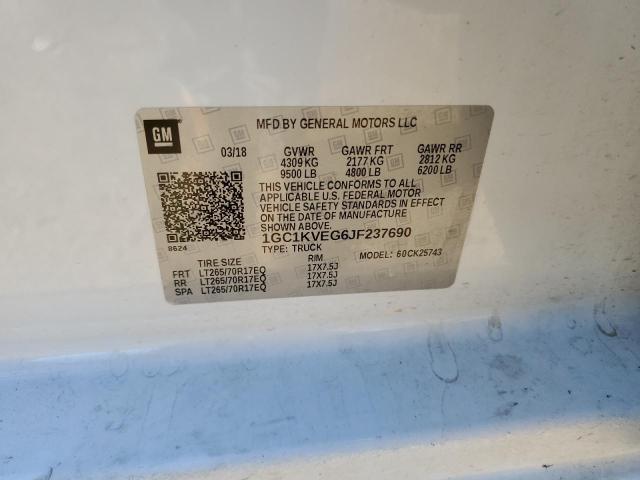 GM
MFD BY GENERAL MOTORS LLC
03/18 GVWR GAWR FRT GAWR RR
4309 KG 2177 KG 2812 KG
9500 LB 4800 LB 6200 LB
THIS VEHICLE CONFORMS TO ALL
APPLICABLE U.S. FEDERAL MOTOR
VEHICLE SAFETY STANDARDS IN EFFECT
ON THE DATE OF MANUFACTURE SHOWN ABOVE.
8624 1GC1KVEG6JF237690
TYPE: TRUCK MODEL: 60CK25743
TIRE SIZE RIM
FRT LT265/70R17EQ 17X7.5J
RR LT265/70R17EQ 17X7.5J
SPA LT265/70R17EQ 17X7.5J